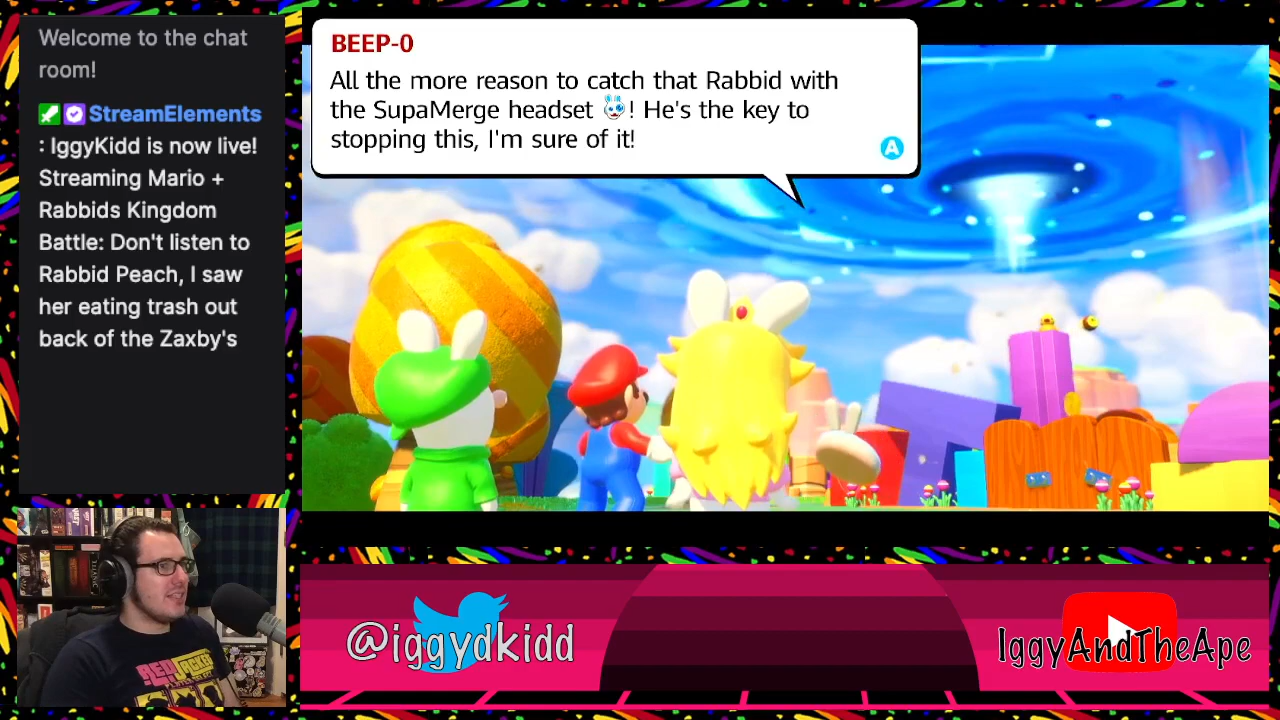 Welcome to the chat
room!
StreamElements
: IggyKidd is now live!
Streaming Mario +
Rabbids Kingdom
Battle: Don't listen to
Rabbid Peach, I saw
her eating trash out
back of the Zaxby's
BEEP-0
All the more reason to catch that Rabbid with
the SupaMerge headset ! He's the key to
stopping this, I'm sure of it!
A
@iggydkidd
IggyAndTheApe